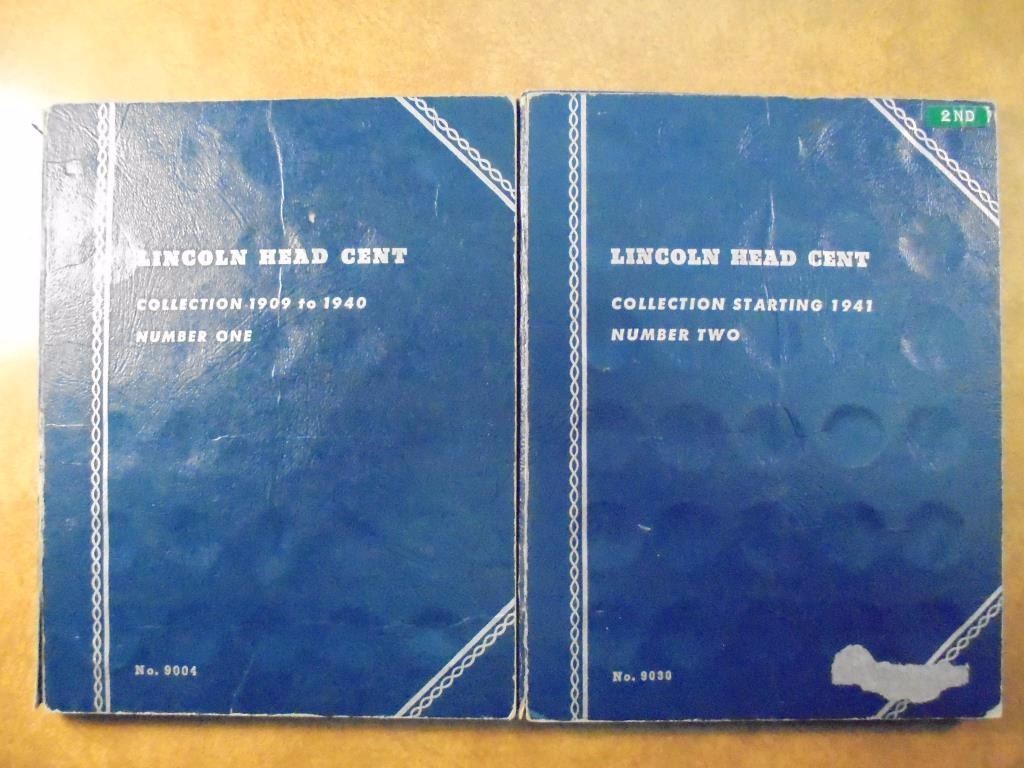 LINCOLN HEAD CENT
COLLECTION 1909 to 1940
NUMBER ONE
No. 9004
2ND
LINCOLN HEAD CENT
COLLECTION STARTING 1941
NUMBER TWO
No. 9030